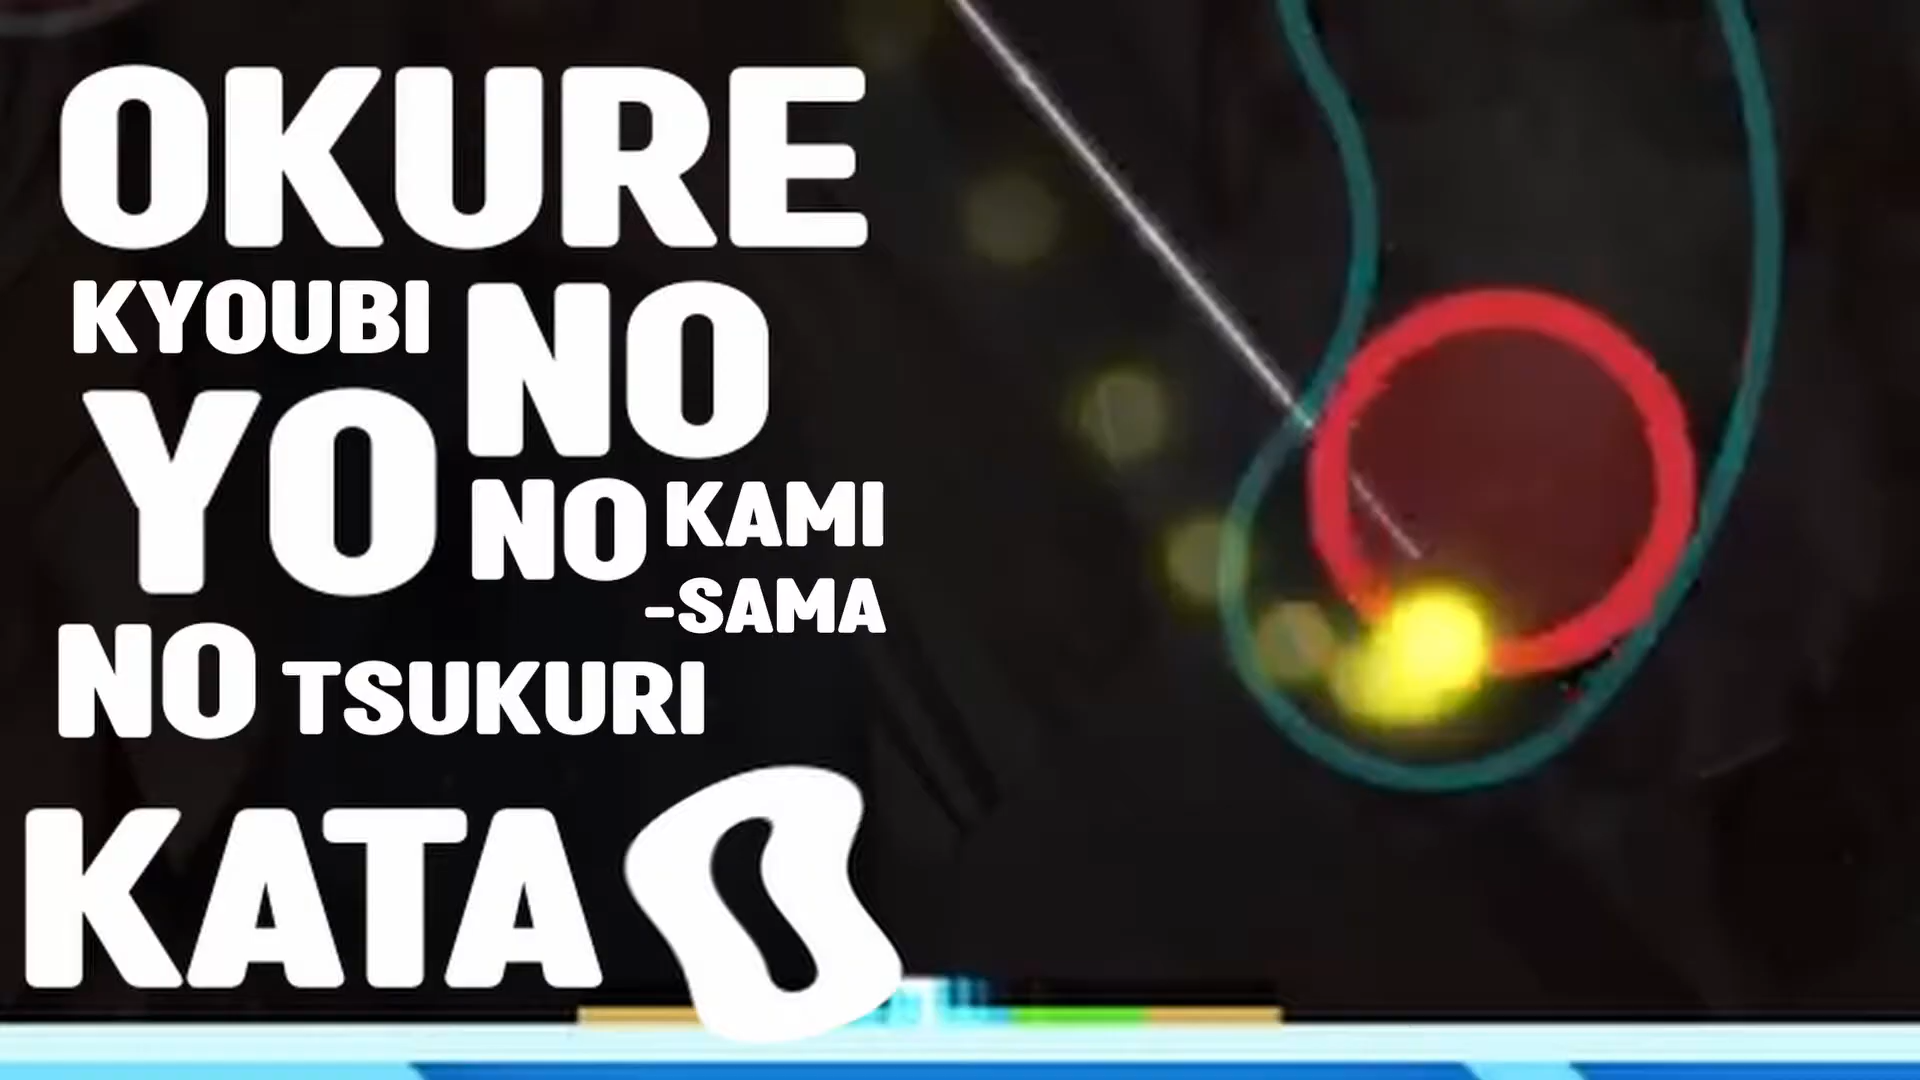 OKURE
KYOUBI NO
YO NO KAMI
-SAMA
NO TSUKURI
KATA O